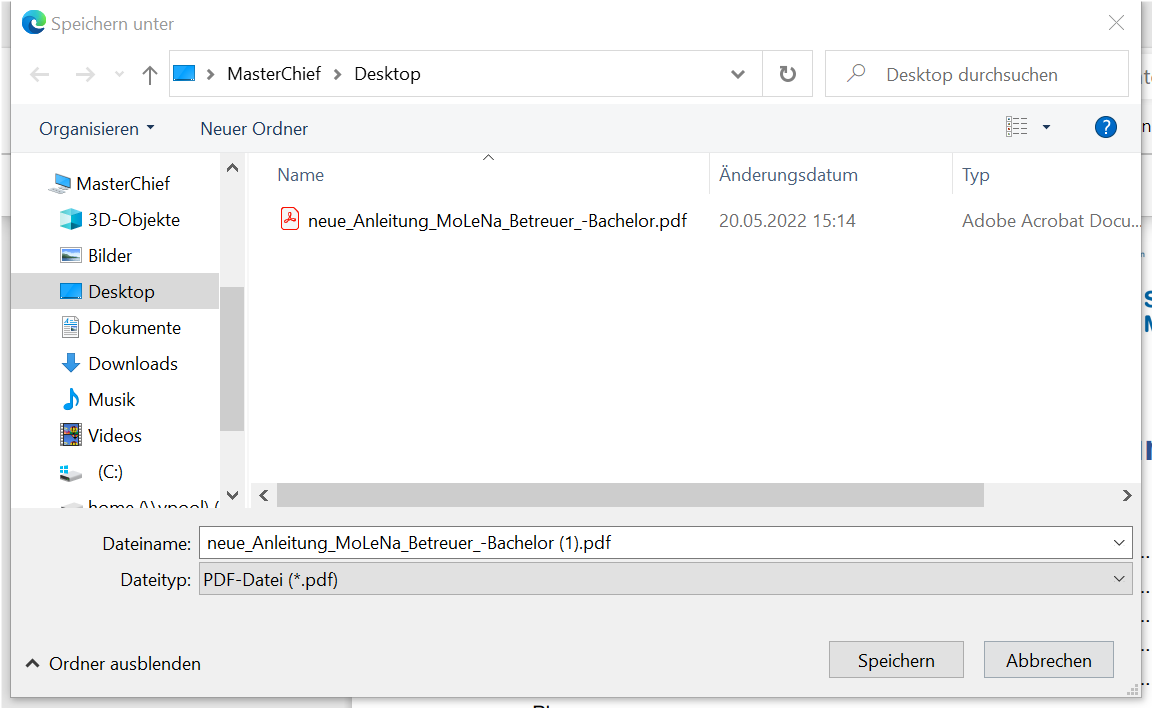 Speichern unter
MasterChief > Desktop
Desktop durchsuchen
Organisieren
Neuer Ordner
?
Name
Änderungsdatum
Typ
MasterChief
3D-Objekte
Bilder
Desktop
Dokumente
Downloads
Musik
Videos
(C:)
neue_Anleitung_MoLeNa_Betreuer_-Bachelor.pdf
20.05.2022 15:14
Adobe Acrobat Docu...
Dateiname:
neue_Anleitung_MoLeNa_Betreuer_-Bachelor (1).pdf
Dateityp:
PDF-Datei (*.pdf)
Ordner ausblenden
Speichern
Abbrechen